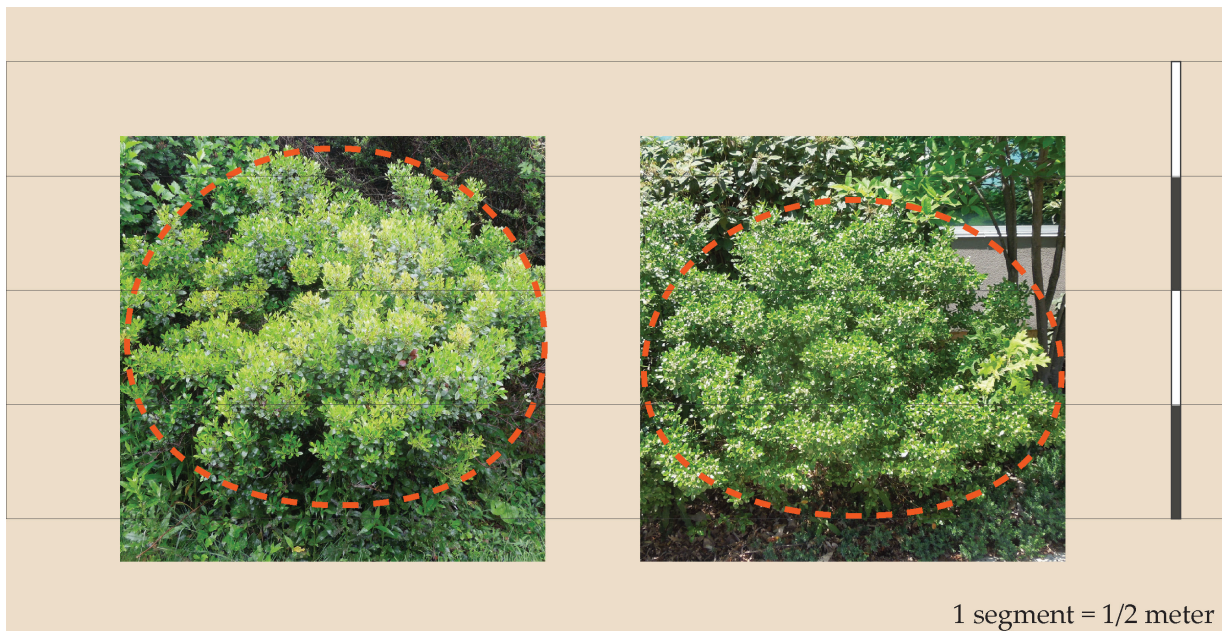 1 segment = 1/2 meter